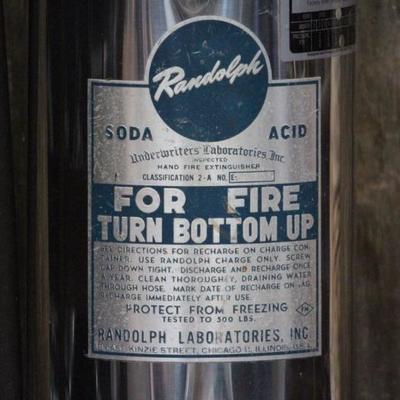 Randolph
SODA ACID
Underwriters' Laboratories Inc.
INSPECTED
HAND FIRE EXTINGUISHER
CLASSIFICATION 2-A NO. E-
FOR FIRE
TURN BOTTOM UP
SEE DIRECTIONS FOR RECHARGE ON CHARGE CON-
TAINER. USE RANDOLPH CHARGE ONLY. SCREW
CAP DOWN TIGHT. DISCHARGE AND RECHARGE ONCE
A YEAR. CLEAN THOROUGHLY, DRAINING WATER
THROUGH HOSE. MARK DATE OF RECHARGE ON TAG.
RECHARGE IMMEDIATELY AFTER USE.
PROTECT FROM FREEZING
TESTED TO 500 LBS.
RANDOLPH LABORATORIES, INC.
KINZIE STREET, CHICAGO 11, ILLINOIS, U.S.A.